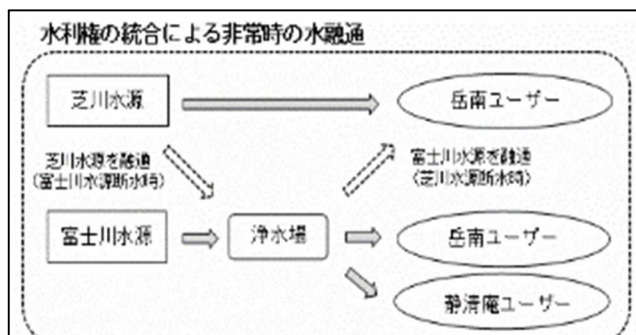 水利権の統合による非常時の水融通
芝川水源
岳南ユーザー
芝川水源を融通
(富士川水源断水時)
富士川水源を融通
(芝川水源断水時)
富士川水源
浄水場
岳南ユーザー
静清庵ユーザー